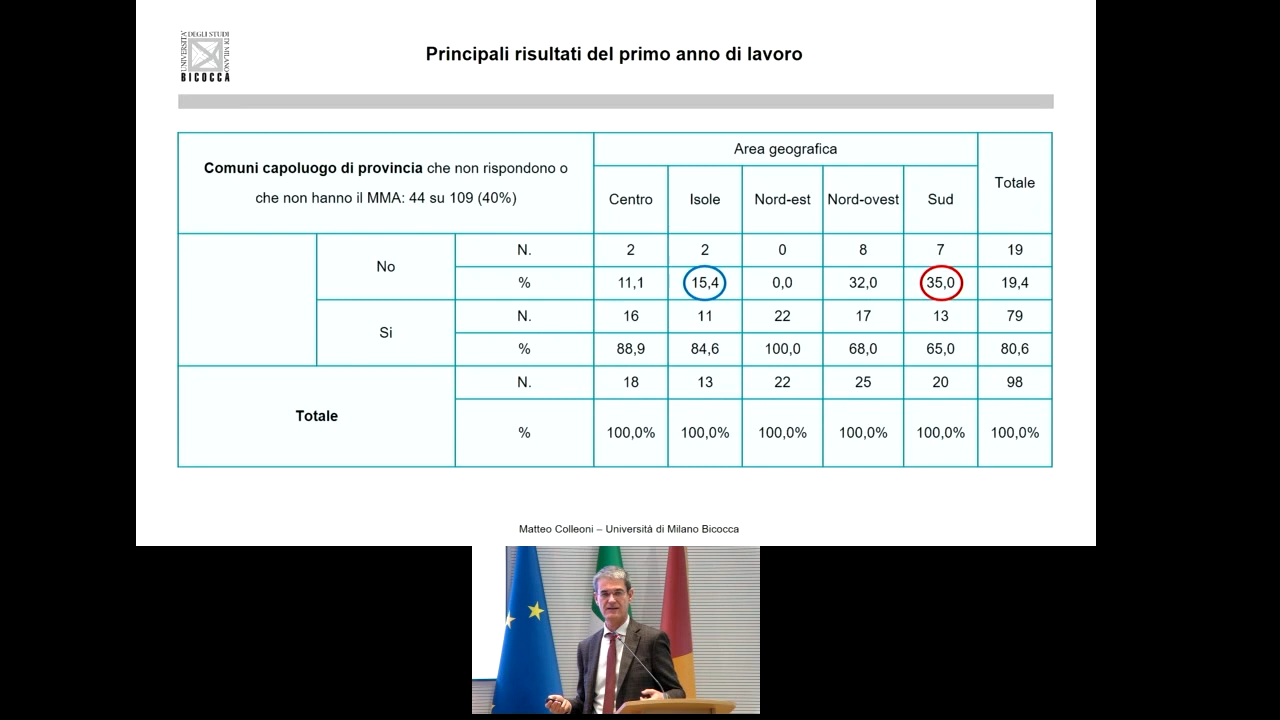 UNIVERSITA' DEGLI STUDI DI MILANO
BICOCCA
Principali risultati del primo anno di lavoro
Comuni capoluogo di provincia che non rispondono o
che non hanno il MMA: 44 su 109 (40%)
Area geografica
Totale
Centro Isole Nord-est Nord-ovest Sud
No N. 2 2 0 8 7 19
% 11,1 15,4 0,0 32,0 35,0 19,4
Si N. 16 11 22 17 13 79
% 88,9 84,6 100,0 68,0 65,0 80,6
Totale N. 18 13 22 25 20 98
% 100,0% 100,0% 100,0% 100,0% 100,0% 100,0%
Matteo Colleoni – Università di Milano Bicocca